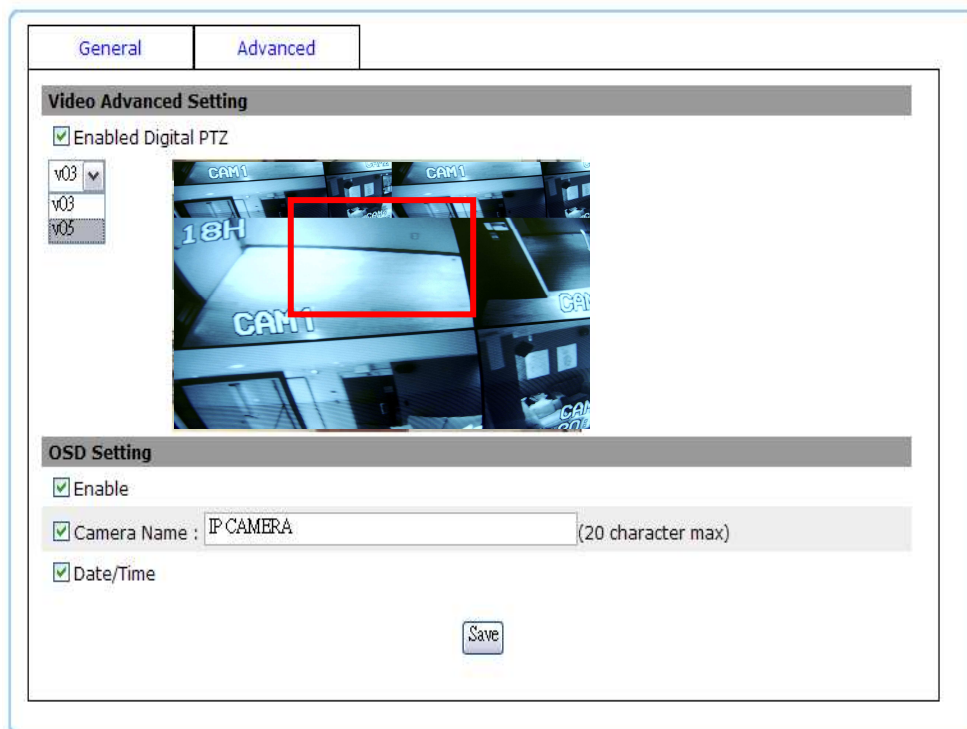 General
Advanced
Video Advanced Setting
Enabled Digital PTZ
v03
v03
v05
CAM1
CAM1
18H
CAM1
CAM
OSD Setting
Enable
Camera Name : IP CAMERA (20 character max)
Date/Time
Save